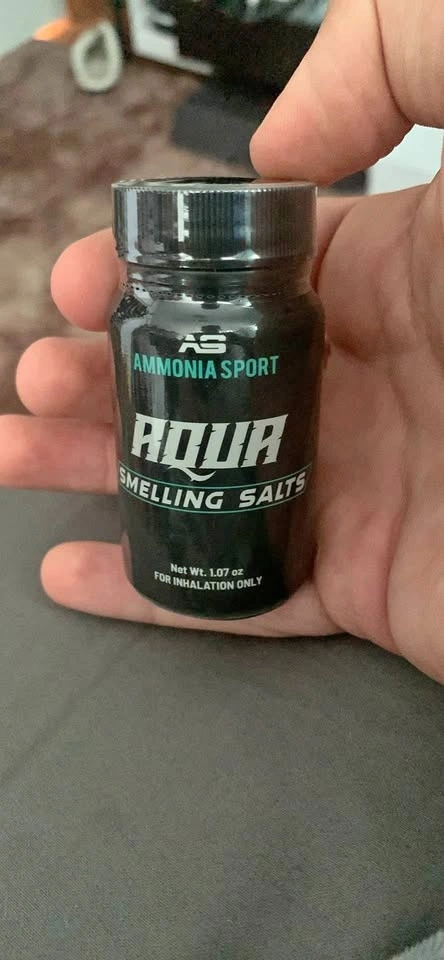 AS
AMMONIA SPORT
AQUA
SMELLING SALTS
Net Wt. 1.07 oz
FOR INHALATION ONLY